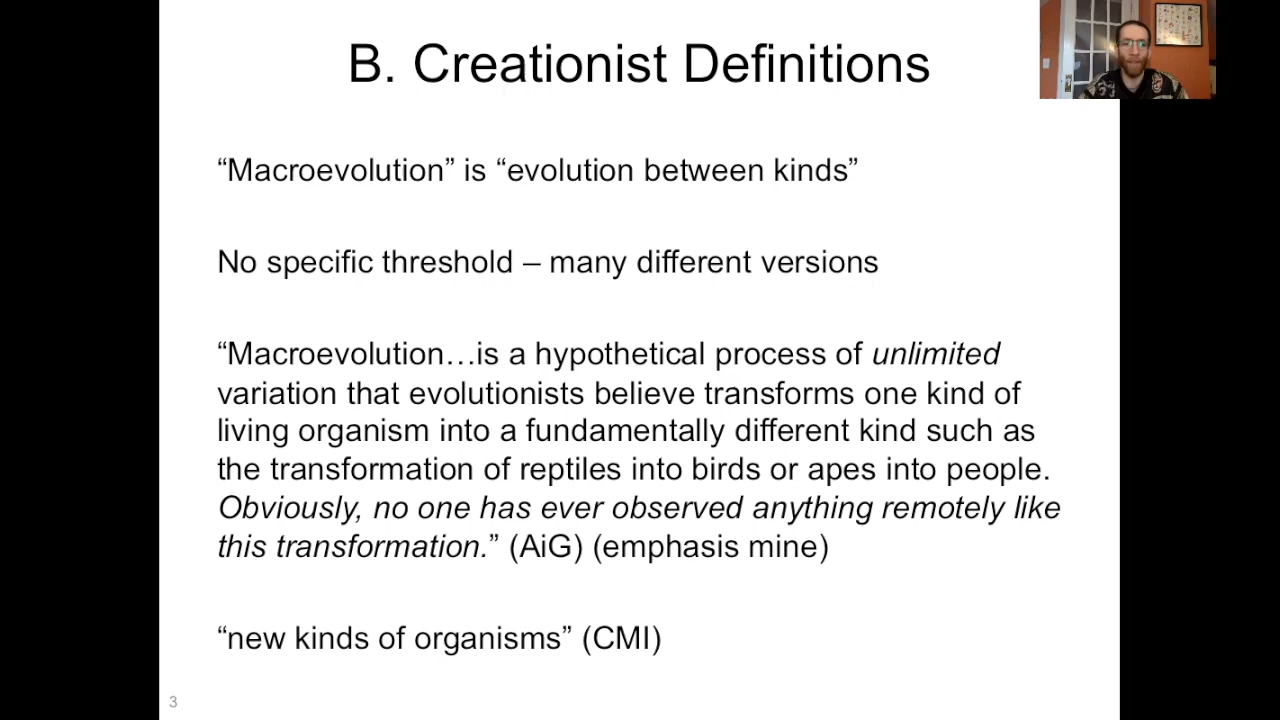 B. Creationist Definitions
“Macroevolution” is “evolution between kinds”
No specific threshold – many different versions
“Macroevolution…is a hypothetical process of unlimited
variation that evolutionists believe transforms one kind of
living organism into a fundamentally different kind such as
the transformation of reptiles into birds or apes into people.
Obviously, no one has ever observed anything remotely like
this transformation.” (AiG) (emphasis mine)
“new kinds of organisms” (CMI)
3